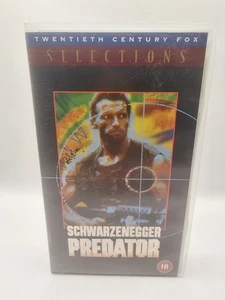 TWENTIETH CENTURY FOX
SELECTIONS
SCHWARZENEGGER
PREDATOR
18